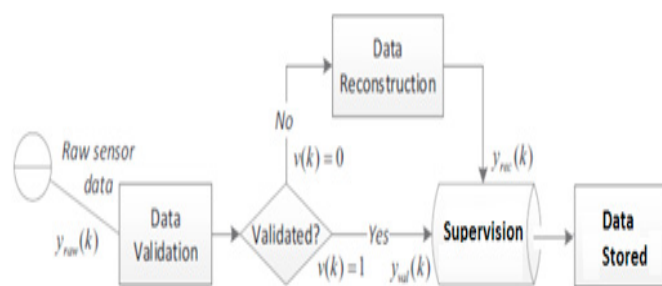 Raw sensor
data
y_raw(k)
Data
Validation
Validated?
No
v(k) = 0
Data
Reconstruction
y_rec(k)
Yes
v(k) = 1
y_val(k)
Supervision
Data
Stored